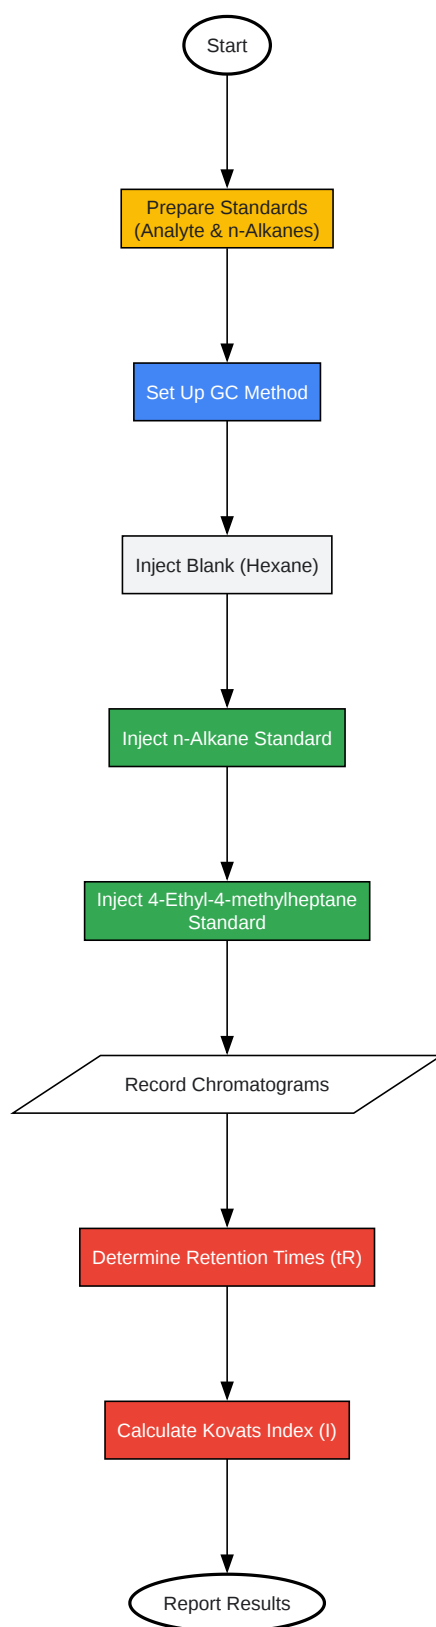 Start
Prepare Standards
(Analyte & n-Alkanes)
Set Up GC Method
Inject Blank (Hexane)
Inject n-Alkane Standard
Inject 4-Ethyl-4-methylheptane
Standard
Record Chromatograms
Determine Retention Times (tR)
Calculate Kovats Index (I)
Report Results